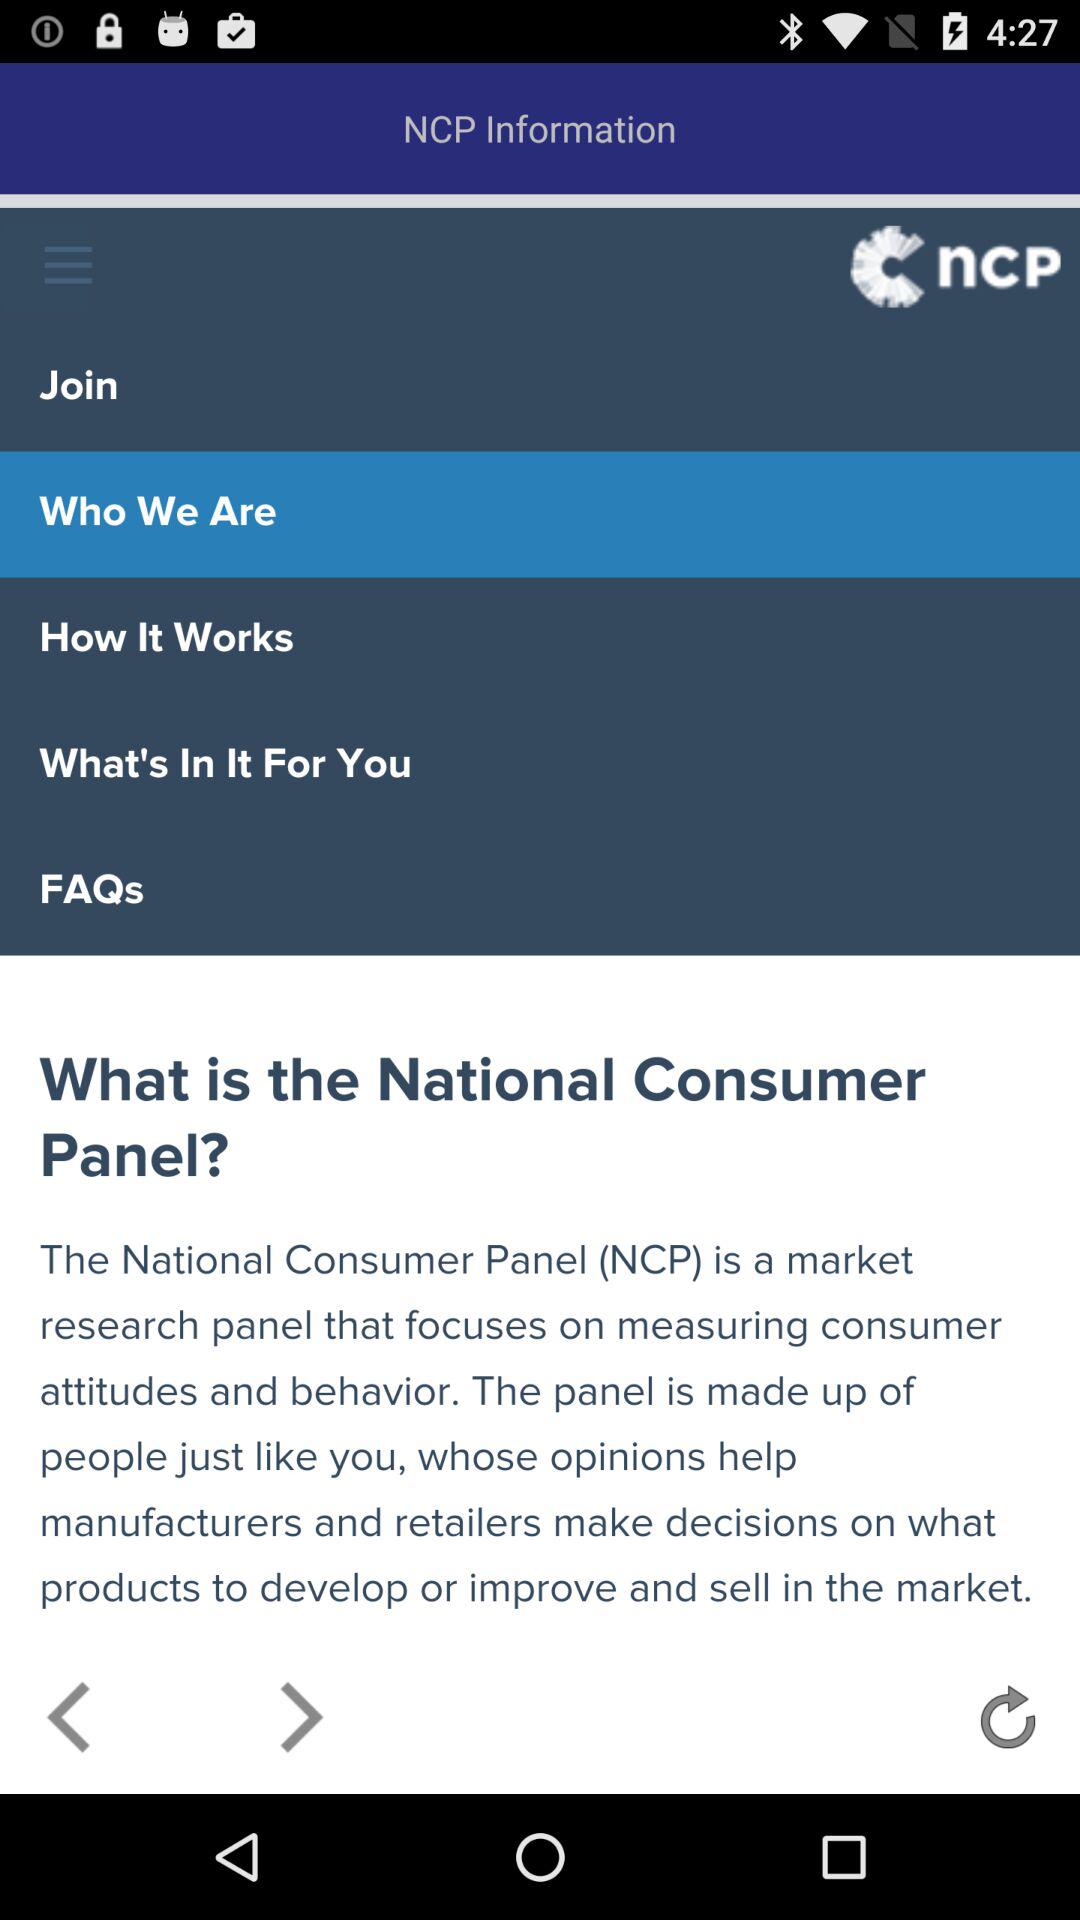 4:27
NCP Information
ncp
Join
Who We Are
How It Works
What's In It For You
FAQs
What is the National Consumer
Panel?
The National Consumer Panel (NCP) is a market
research panel that focuses on measuring consumer
attitudes and behavior. The panel is made up of
people just like you, whose opinions help
manufacturers and retailers make decisions on what
products to develop or improve and sell in the market.